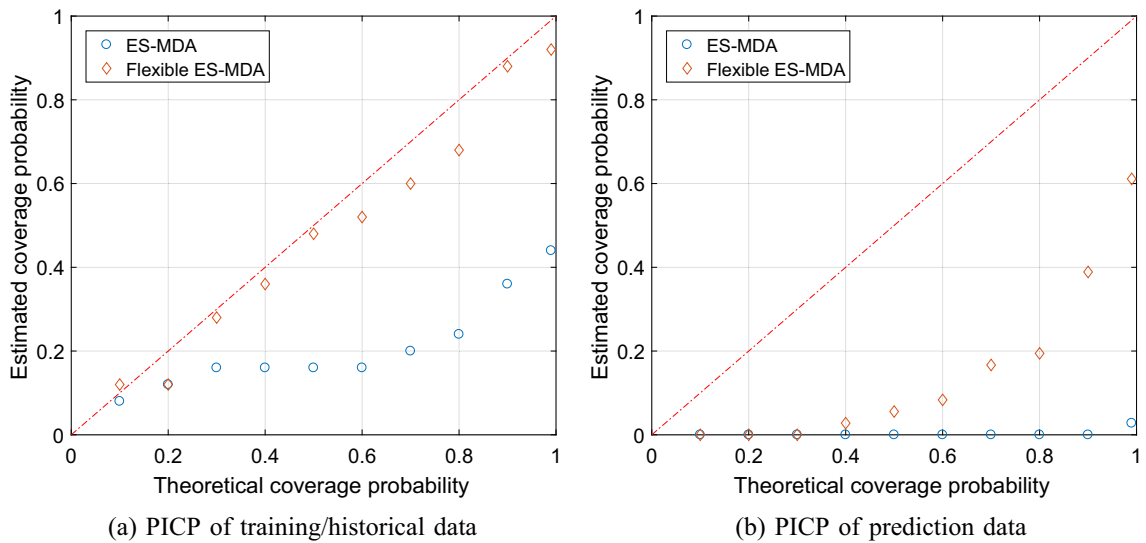 ES-MDA
Flexible ES-MDA
Estimated coverage probability
1
0.8
0.6
0.4
0.2
0
0 0.2 0.4 0.6 0.8 1
Theoretical coverage probability
(a) PICP of training/historical data
ES-MDA
Flexible ES-MDA
Estimated coverage probability
1
0.8
0.6
0.4
0.2
0
0 0.2 0.4 0.6 0.8 1
Theoretical coverage probability
(b) PICP of prediction data